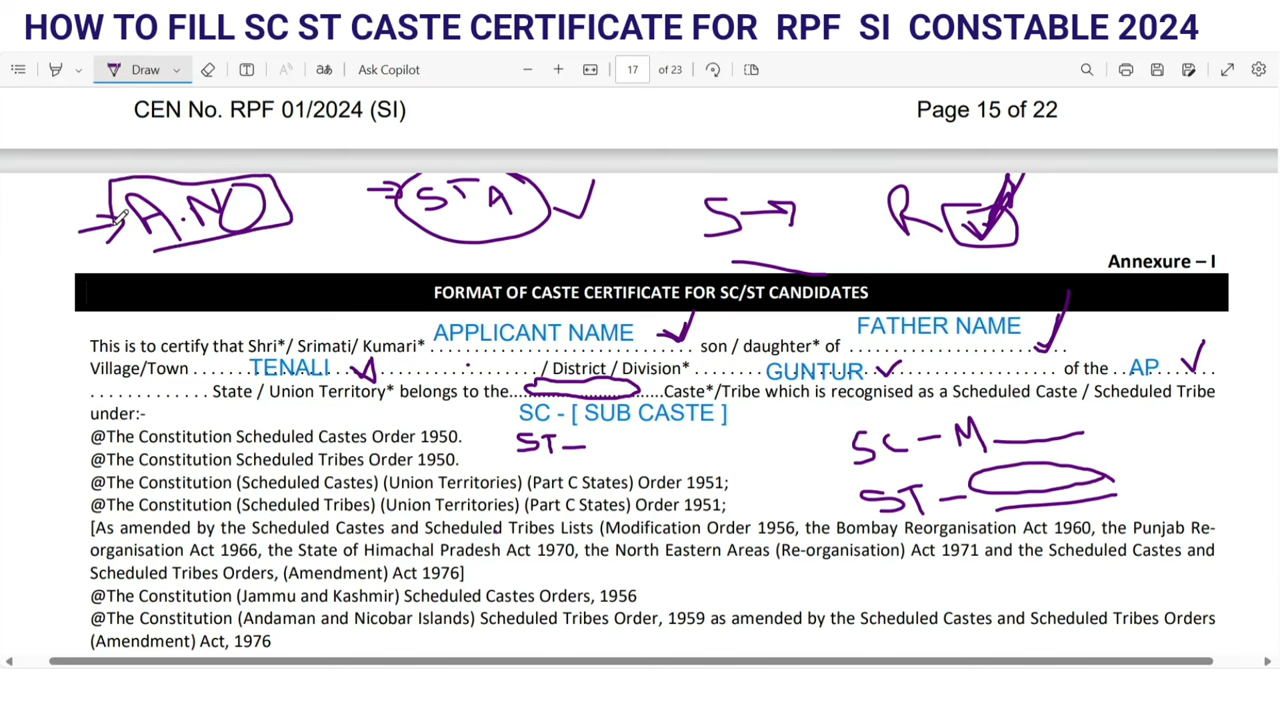 HOW TO FILL SC ST CASTE CERTIFICATE FOR RPF SI CONSTABLE 2024
Draw Ask Copilot 17 of 23
CEN No. RPF 01/2024 (SI) Page 15 of 22
A.NO STA S R
Annexure – I
FORMAT OF CASTE CERTIFICATE FOR SC/ST CANDIDATES
APPLICANT NAME FATHER NAME
This is to certify that Shri*/ Srimati/ Kumari* . . . . . . . . . . . . . . . . . . . . . . . . . . . . . . son / daughter* of . . . . . . . . . . . . . . . . . . . . . . . . .
Village/Town . . . . . . . TENALI . . . . . . . . . . . . . . . . . / District / Division* . . . . . . . . GUNTUR . . . . . . . . . . . . . . . . . . of the . . AP . . . . .
. . . . . . . . . . . . . State / Union Territory* belongs to the........................Caste*/Tribe which is recognised as a Scheduled Caste / Scheduled Tribe
under:- SC - [ SUB CASTE ]
@The Constitution Scheduled Castes Order 1950. ST – SC – M
@The Constitution Scheduled Tribes Order 1950.
@The Constitution (Scheduled Castes) (Union Territories) (Part C States) Order 1951;
@The Constitution (Scheduled Tribes) (Union Territories) (Part C States) Order 1951; ST –
[As amended by the Scheduled Castes and Scheduled Tribes Lists (Modification Order 1956, the Bombay Reorganisation Act 1960, the Punjab Re-
organisation Act 1966, the State of Himachal Pradesh Act 1970, the North Eastern Areas (Re-organisation) Act 1971 and the Scheduled Castes and
Scheduled Tribes Orders, (Amendment) Act 1976]
@The Constitution (Jammu and Kashmir) Scheduled Castes Orders, 1956
@The Constitution (Andaman and Nicobar Islands) Scheduled Tribes Order, 1959 as amended by the Scheduled Castes and Scheduled Tribes Orders
(Amendment) Act, 1976